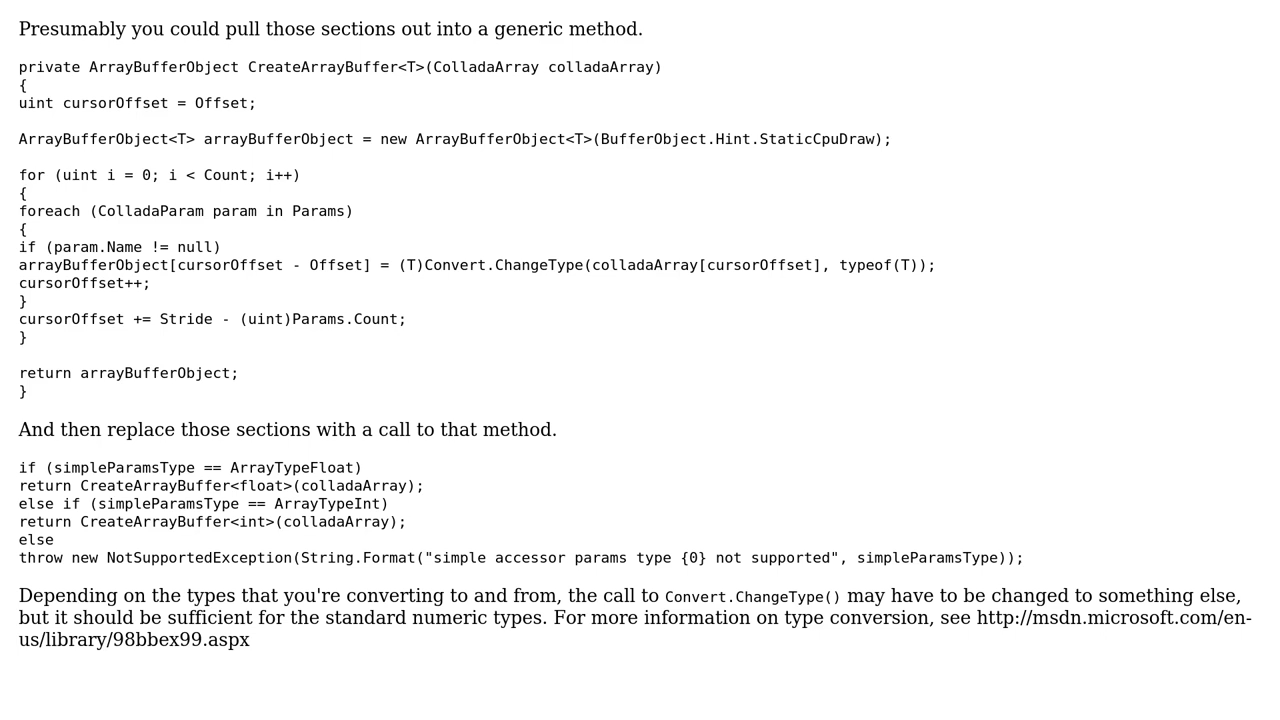 Presumably you could pull those sections out into a generic method.
private ArrayBufferObject CreateArrayBuffer<T>(ColladaArray colladaArray)
{
uint cursorOffset = Offset;
ArrayBufferObject<T> arrayBufferObject = new ArrayBufferObject<T>(BufferObject.Hint.StaticCpuDraw);
for (uint i = 0; i < Count; i++)
{
foreach (ColladaParam param in Params)
{
if (param.Name != null)
arrayBufferObject[cursorOffset - Offset] = (T)Convert.ChangeType(colladaArray[cursorOffset], typeof(T));
cursorOffset++;
}
cursorOffset += Stride - (uint)Params.Count;
}
return arrayBufferObject;
}
And then replace those sections with a call to that method.
if (simpleParamsType == ArrayTypeFloat)
return CreateArrayBuffer<float>(colladaArray);
else if (simpleParamsType == ArrayTypeInt)
return CreateArrayBuffer<int>(colladaArray);
else
throw new NotSupportedException(String.Format("simple accessor params type {0} not supported", simpleParamsType));
Depending on the types that you're converting to and from, the call to Convert.ChangeType() may have to be changed to something else,
but it should be sufficient for the standard numeric types. For more information on type conversion, see http://msdn.microsoft.com/en-
us/library/98bbex99.aspx